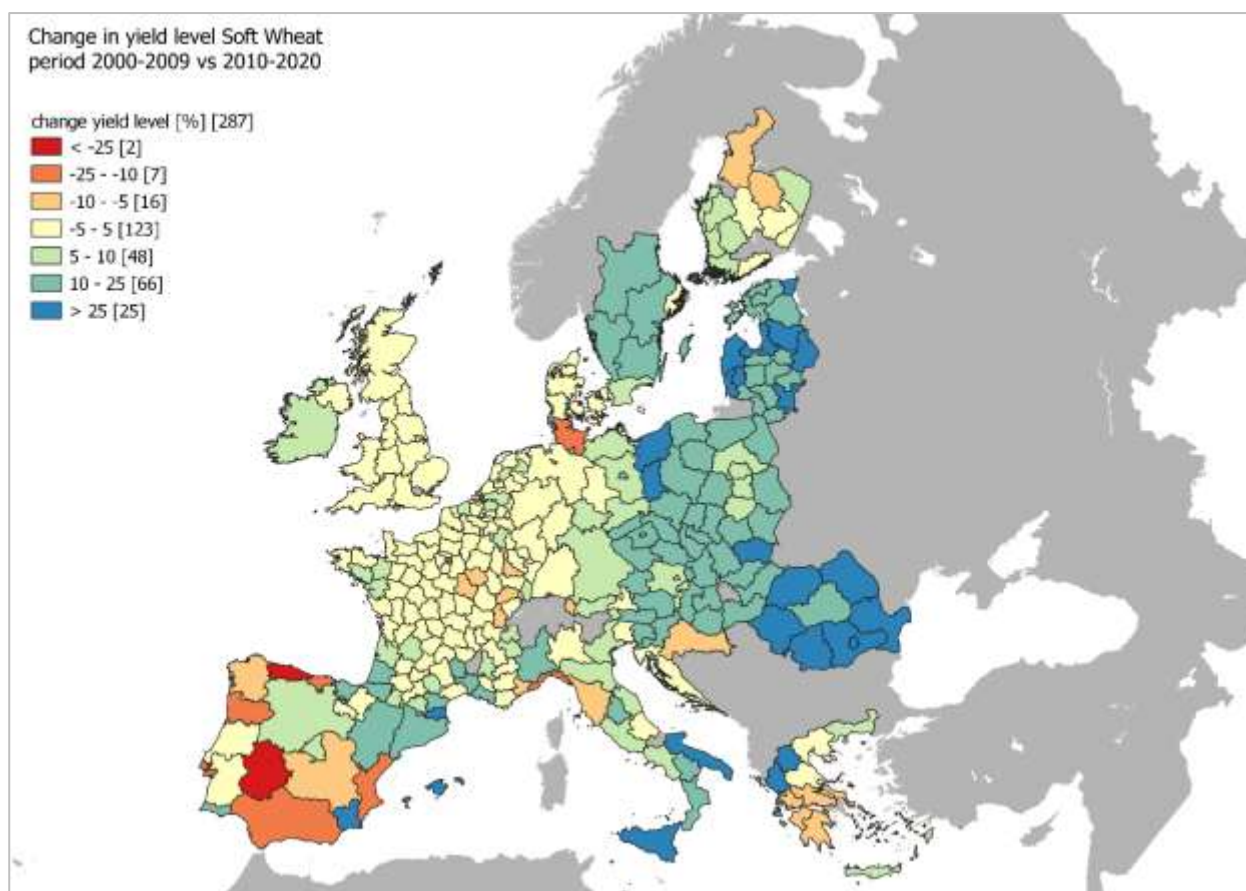 Change in yield level Soft Wheat
period 2000-2009 vs 2010-2020
change yield level [%] [287]
< -25 [2]
-25 - -10 [7]
-10 - -5 [16]
-5 - 5 [123]
5 - 10 [48]
10 - 25 [66]
> 25 [25]